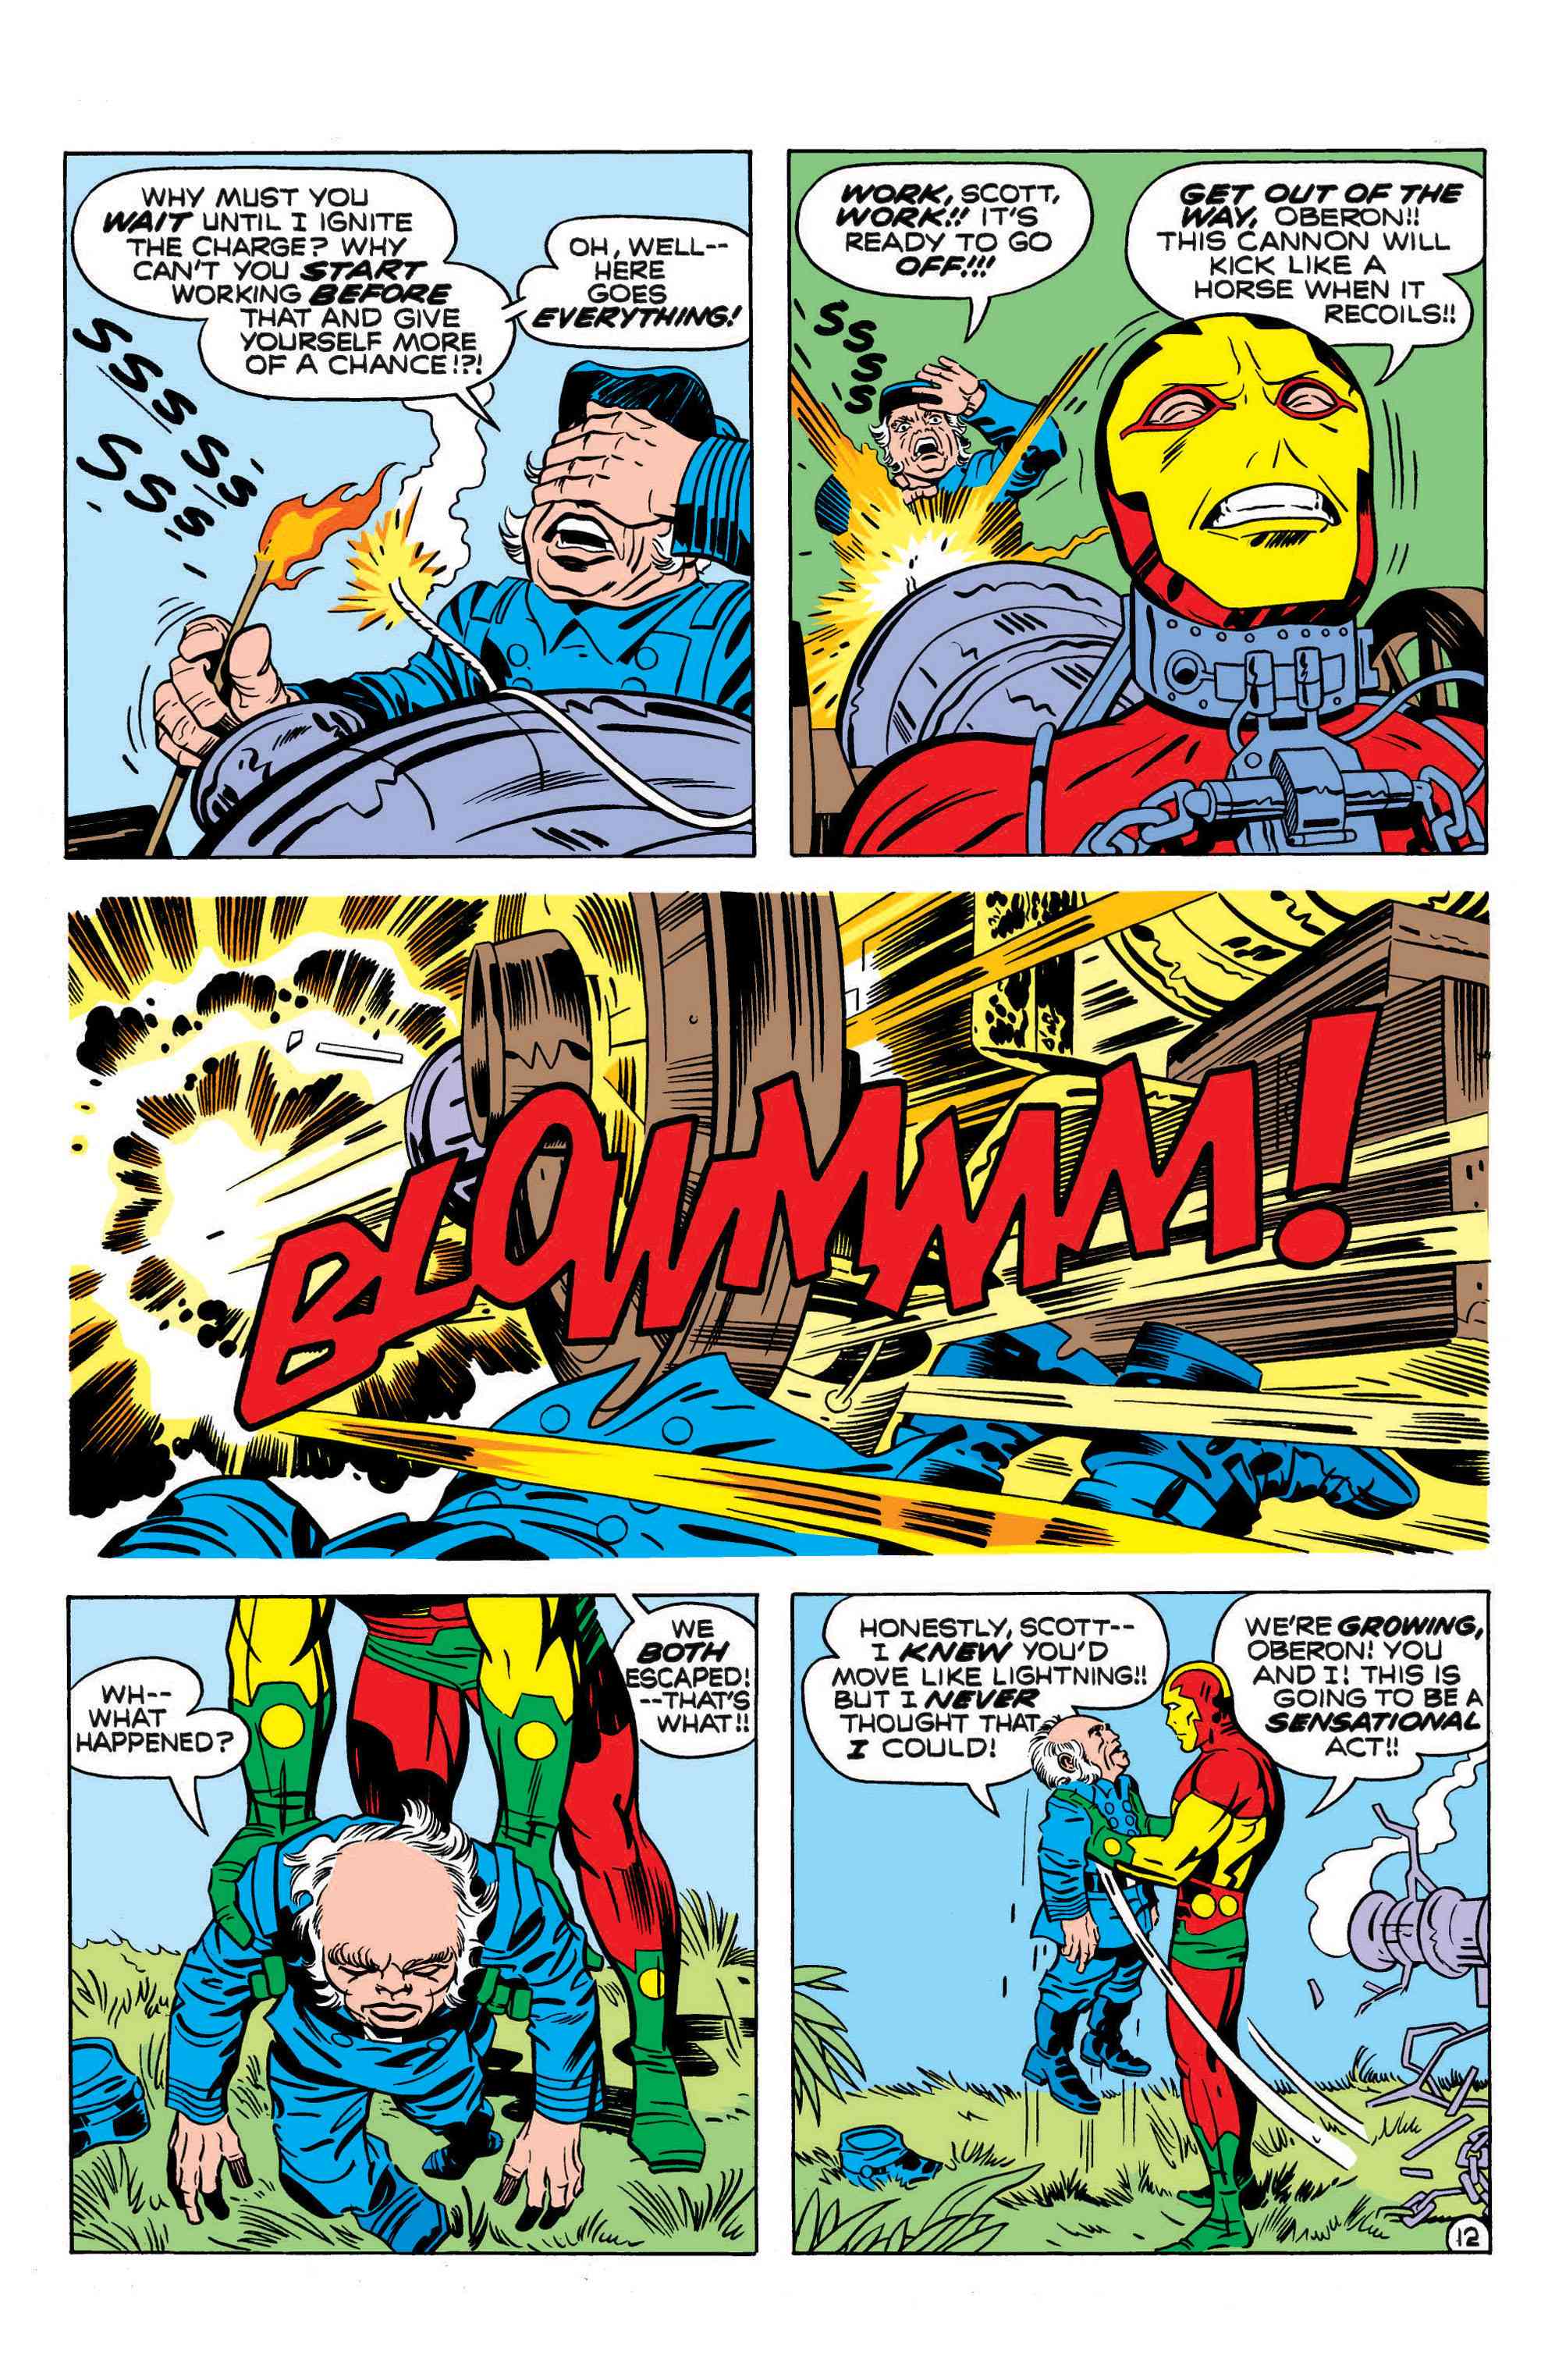 WHY MUST YOU
WAIT UNTIL I IGNITE
THE CHARGE? WHY
CAN'T YOU START
WORKING BEFORE
THAT AND GIVE
YOURSELF MORE
OF A CHANCE!?!
OH, WELL--
HERE
GOES
EVERYTHING!
SSSSSS
SSS
WORK, SCOTT,
WORK!! IT'S
READY TO GO
OFF!!!
GET OUT OF THE
WAY, OBERON!!
THIS CANNON WILL
KICK LIKE A
HORSE WHEN IT
RECOILS!!
SSSS
BLOWMMM!
WH--
WHAT
HAPPENED?
WE
BOTH
ESCAPED!
--THAT'S
WHAT!!
HONESTLY, SCOTT--
I KNEW YOU'D
MOVE LIKE LIGHTNING!!
BUT I NEVER
THOUGHT THAT
I COULD!
WE'RE GROWING,
OBERON! YOU
AND I! THIS IS
GOING TO BE A
SENSATIONAL
ACT!!
12